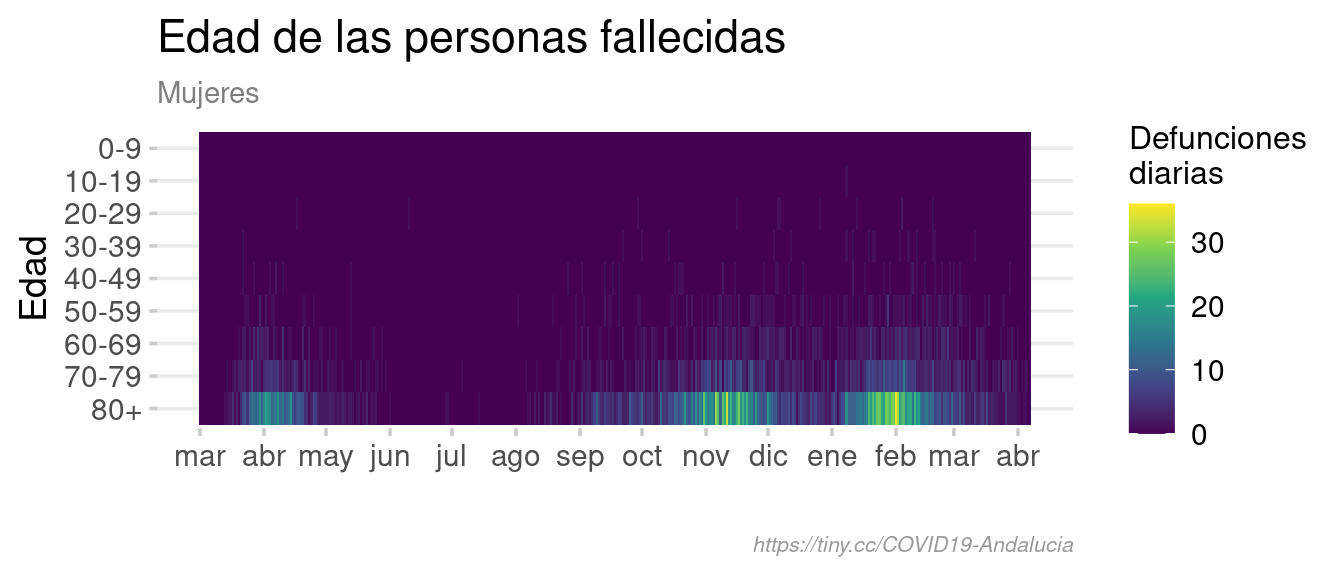 Edad de las personas fallecidas
Mujeres
Defunciones
diarias
30
20
10
0
Edad
0-9
10-19
20-29
30-39
40-49
50-59
60-69
70-79
80+
mar abr may jun jul ago sep oct nov dic ene feb mar abr
https://tiny.cc/COVID19-Andalucia